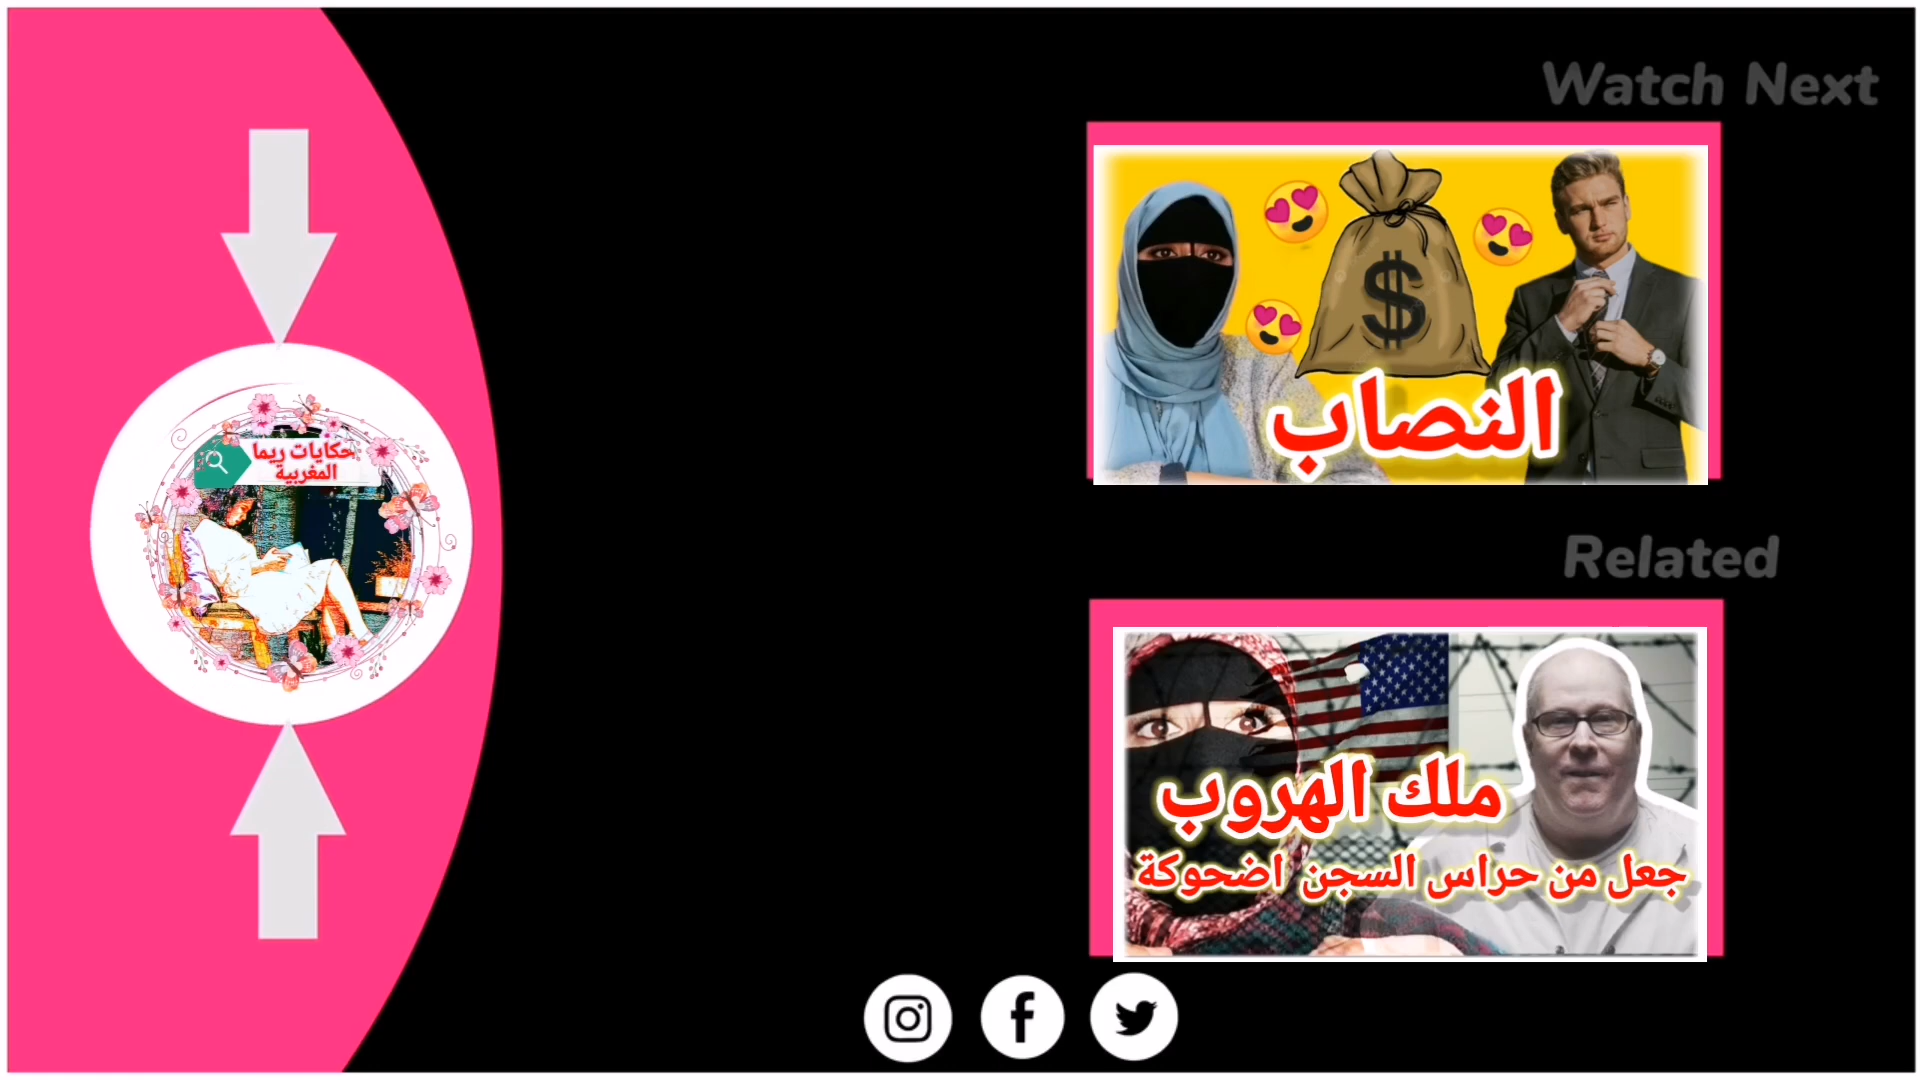 Watch Next
$
النصاب
حكايات ريما
المغربية
Related
ملك الهروب
جعل من حراس السجن اضحوكة